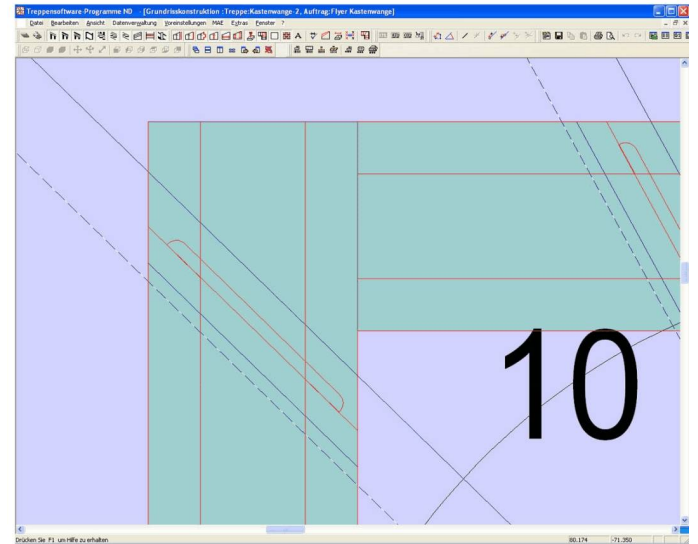 Treppensoftware-Programme ND - [Grundrisskonstruktion :Treppe:Kastenwange-2, Auftrag:Flyer Kastenwange]
Datei Bearbeiten Ansicht Datenverwaltung Voreinstellungen MAE Extras Fenster ?
10
Drücken Sie F1 um Hilfe zu erhalten
80.174 -71.350